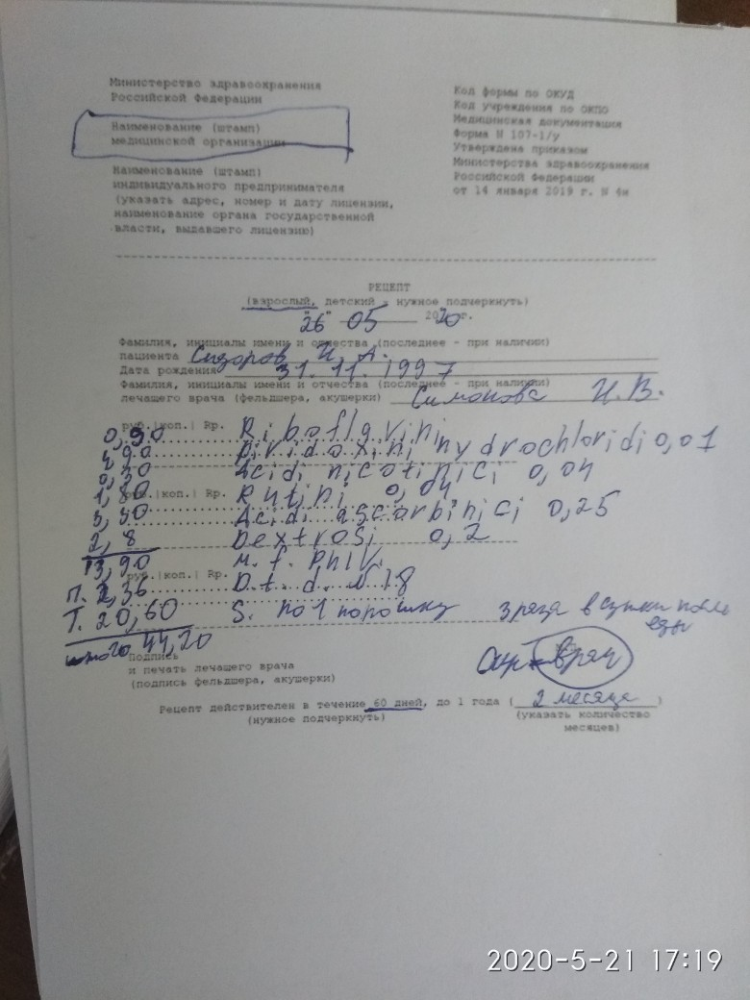 Министерство здравоохранения
Российской Федерации
Наименование (штамп)
медицинской организации
Наименование (штамп)
индивидуального предпринимателя
(указать адрес, номер и дату лицензии,
наименование органа государственной
власти, выдавшего лицензию)
Код формы по ОКУД
Код учреждения по ОКПО
Медицинская документация
Форма N 107-1/у
Утверждена приказом
Министерства здравоохранения
Российской Федерации
от 14 января 2019 г. N 4н
РЕЦЕПТ
(взрослый, детский - нужное подчеркнуть)
"26" 05 2020 г.
Фамилия, инициалы имени и отчества (последнее - при наличии)
пациента Сидоров И. А.
Дата рождения 31. 11. 1997
Фамилия, инициалы имени и отчества (последнее - при наличии)
лечащего врача (фельдшера, акушерки) Симонова И. В.
руб.|коп.| Rp.
0,90 Riboflavini
Piridoxini hydrochloridi 0,01
0,30 Acidi nicotinici 0,04
руб.|коп.| Rp.
1,80 Rutini 0,04
3,30 Acidi ascorbinici 0,25
2,8 Dextrosi 0,2
13,90 M. f. pulv.
руб.|коп.| Rp.
П. 2,36 D. t. d. N 18
Т. 20,60 S. по 1 порошку 3 раза в сутки после еды
итого 44,20
Подпись
и печать лечащего врача
(подпись фельдшера, акушерки)
врач
Рецепт действителен в течение 60 дней, до 1 года ( 2 месяца )
(нужное подчеркнуть)
(указать количество
месяцев)
2020-5-21 17:19